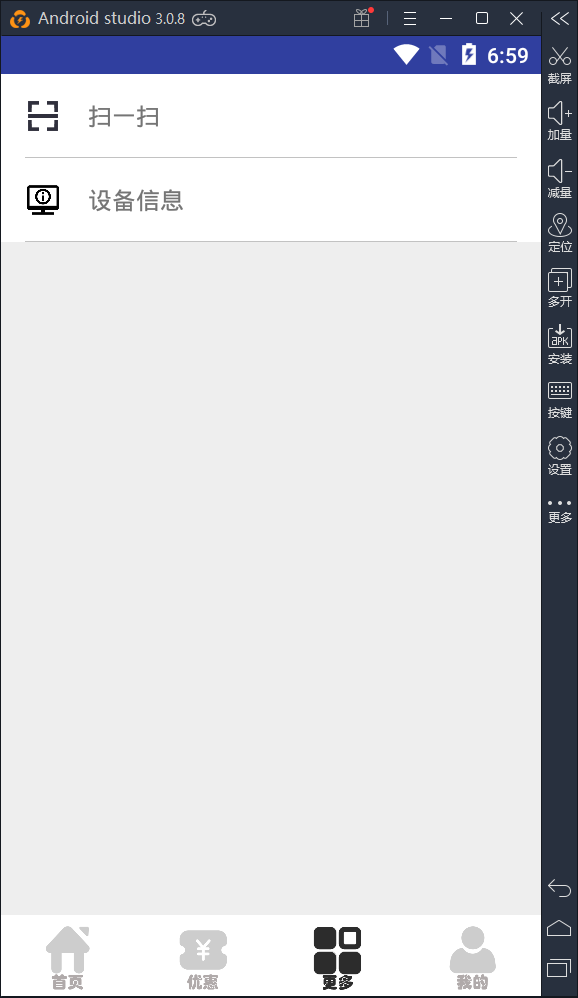 Android studio 3.0.8
6:59
扫一扫
设备信息
截屏
加量
减量
定位
多开
APK
安装
按键
设置
更多
首页
¥
优惠
更多
我的